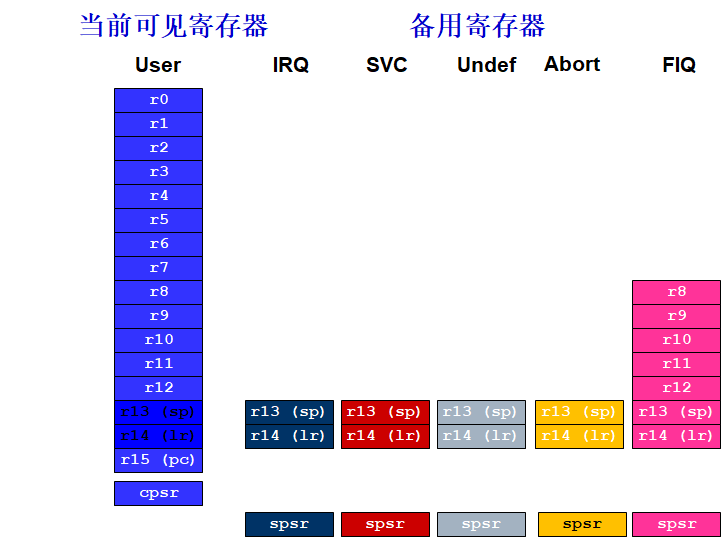 当前可见寄存器 备用寄存器
User IRQ SVC Undef Abort FIQ
r0
r1
r2
r3
r4
r5
r6
r7
r8 r8
r9 r9
r10 r10
r11 r11
r12 r12
r13 (sp) r13 (sp) r13 (sp) r13 (sp) r13 (sp) r13 (sp)
r14 (lr) r14 (lr) r14 (lr) r14 (lr) r14 (lr) r14 (lr)
r15 (pc)
cpsr
spsr spsr spsr spsr spsr